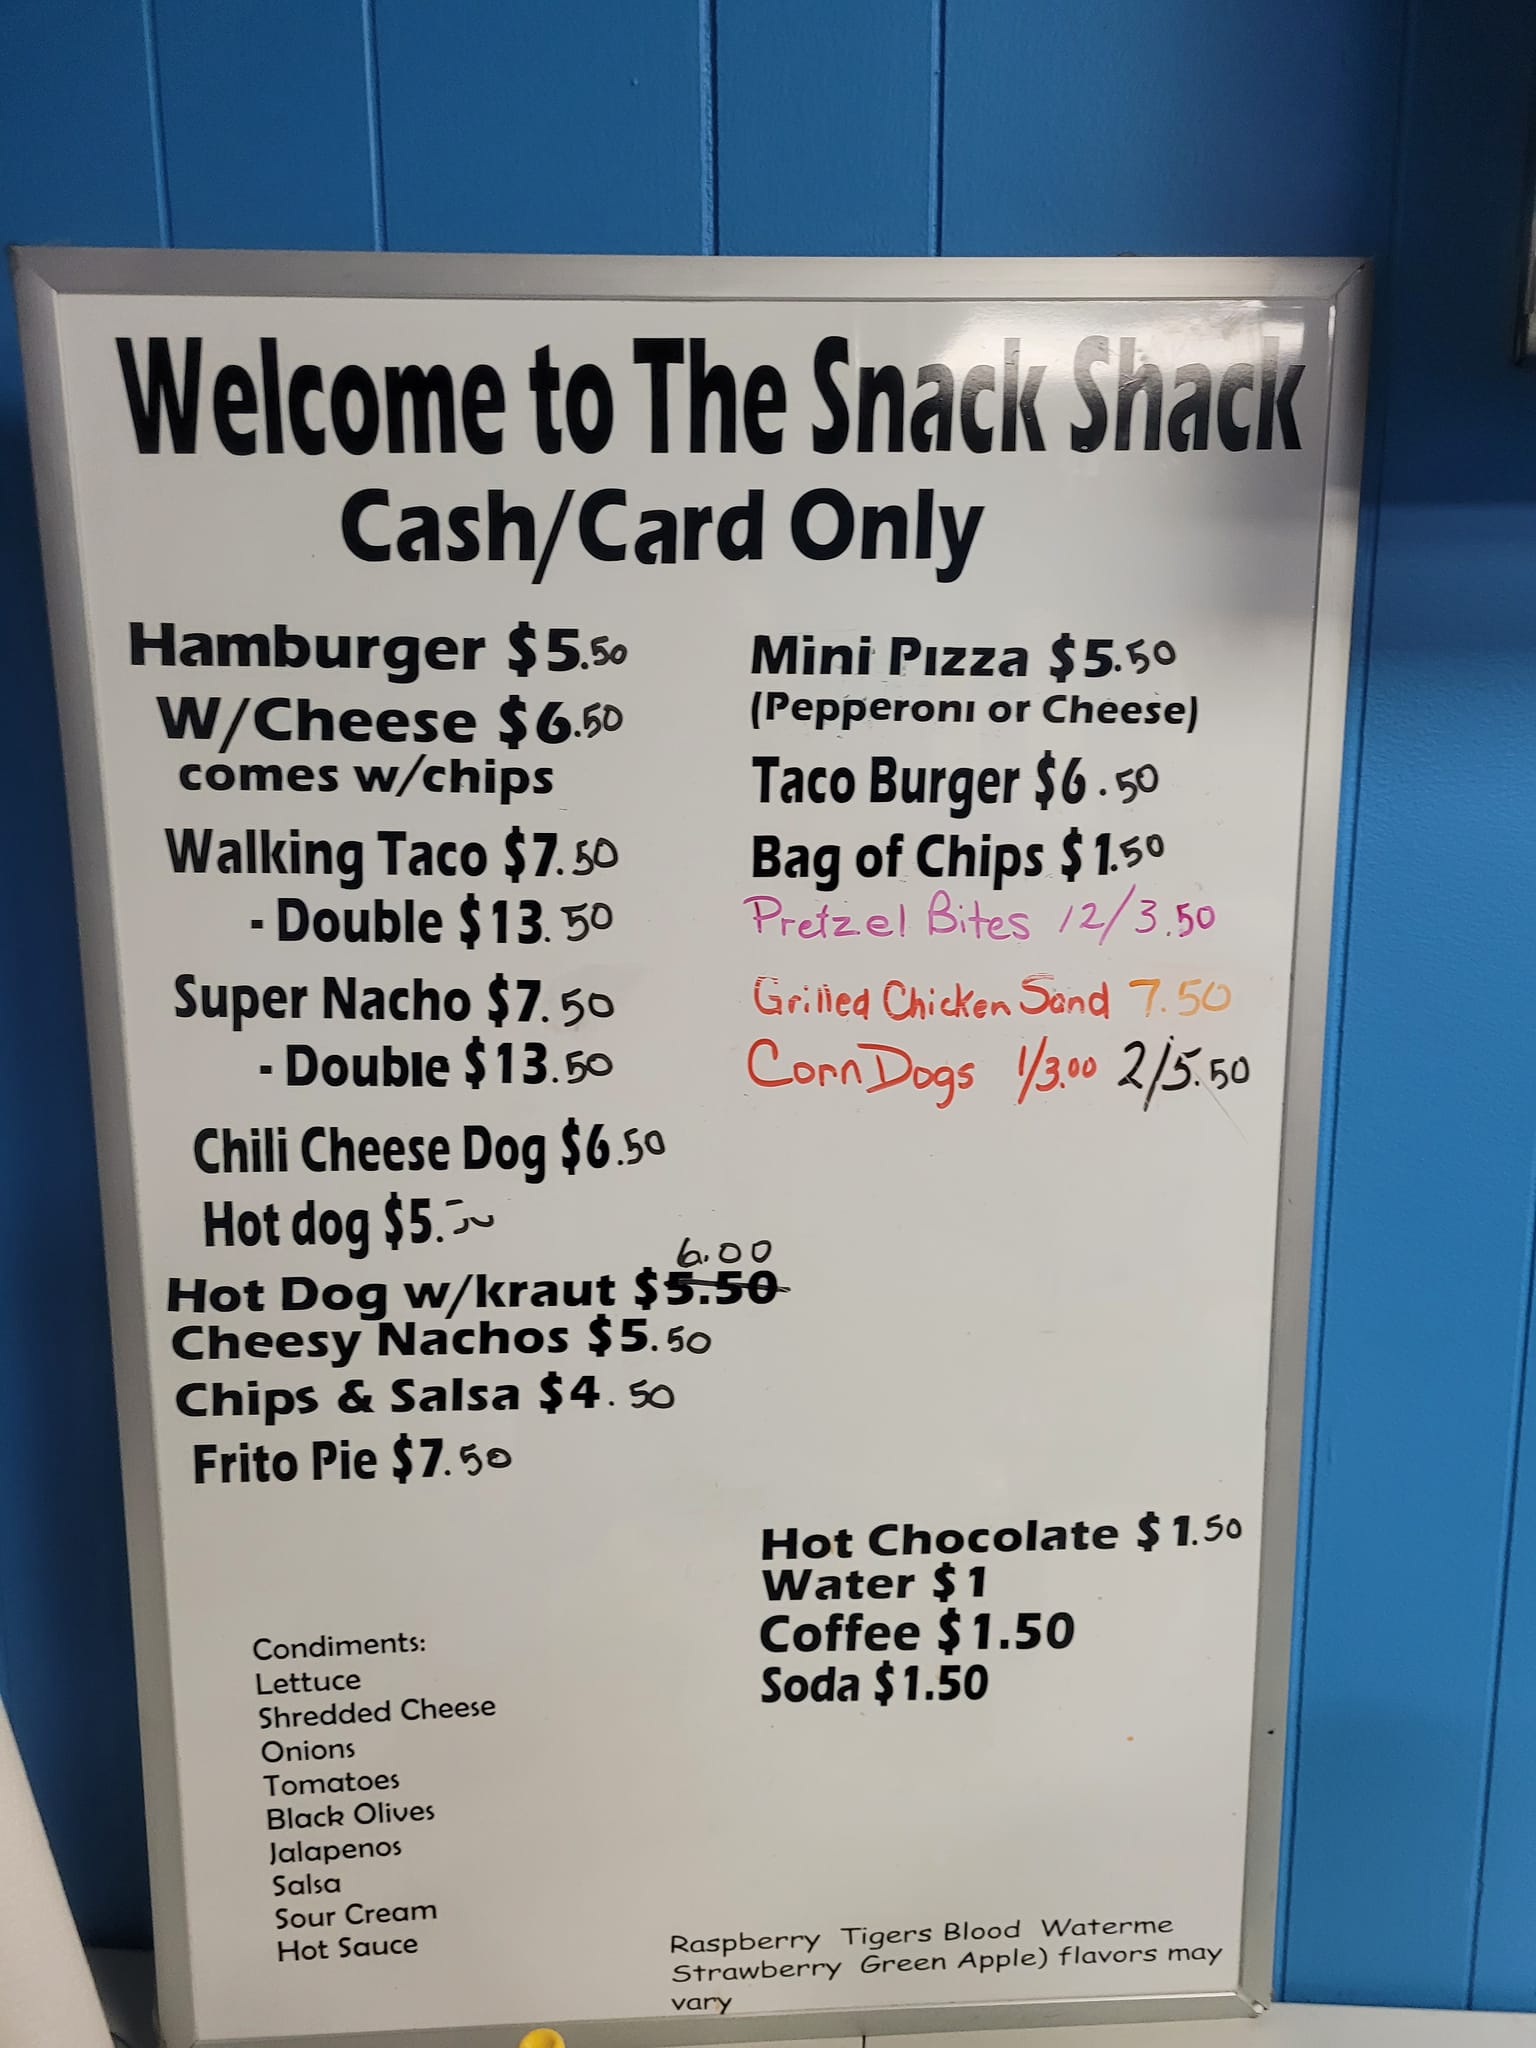 Welcome to The Snack Shack
Cash/Card Only
Hamburger $5.50
W/Cheese $6.50
comes w/chips
Walking Taco $7.50
- Double $13.50
Super Nacho $7.50
- Double $13.50
Chili Cheese Dog $6.50
Hot dog $5.50
6.00
Hot Dog w/kraut $5.50
Cheesy Nachos $5.50
Chips & Salsa $4.50
Frito Pie $7.50
Mini Pizza $5.50
(Pepperoni or Cheese)
Taco Burger $6.50
Bag of Chips $1.50
Pretzel Bites 12/3.50
Grilled Chicken Sand 7.50
Corn Dogs 1/3.00 2/5.50
Hot Chocolate $1.50
Water $1
Coffee $1.50
Soda $1.50
Condiments:
Lettuce
Shredded Cheese
Onions
Tomatoes
Black Olives
Jalapenos
Salsa
Sour Cream
Hot Sauce
Raspberry Tigers Blood Waterme
Strawberry Green Apple) flavors may
vary